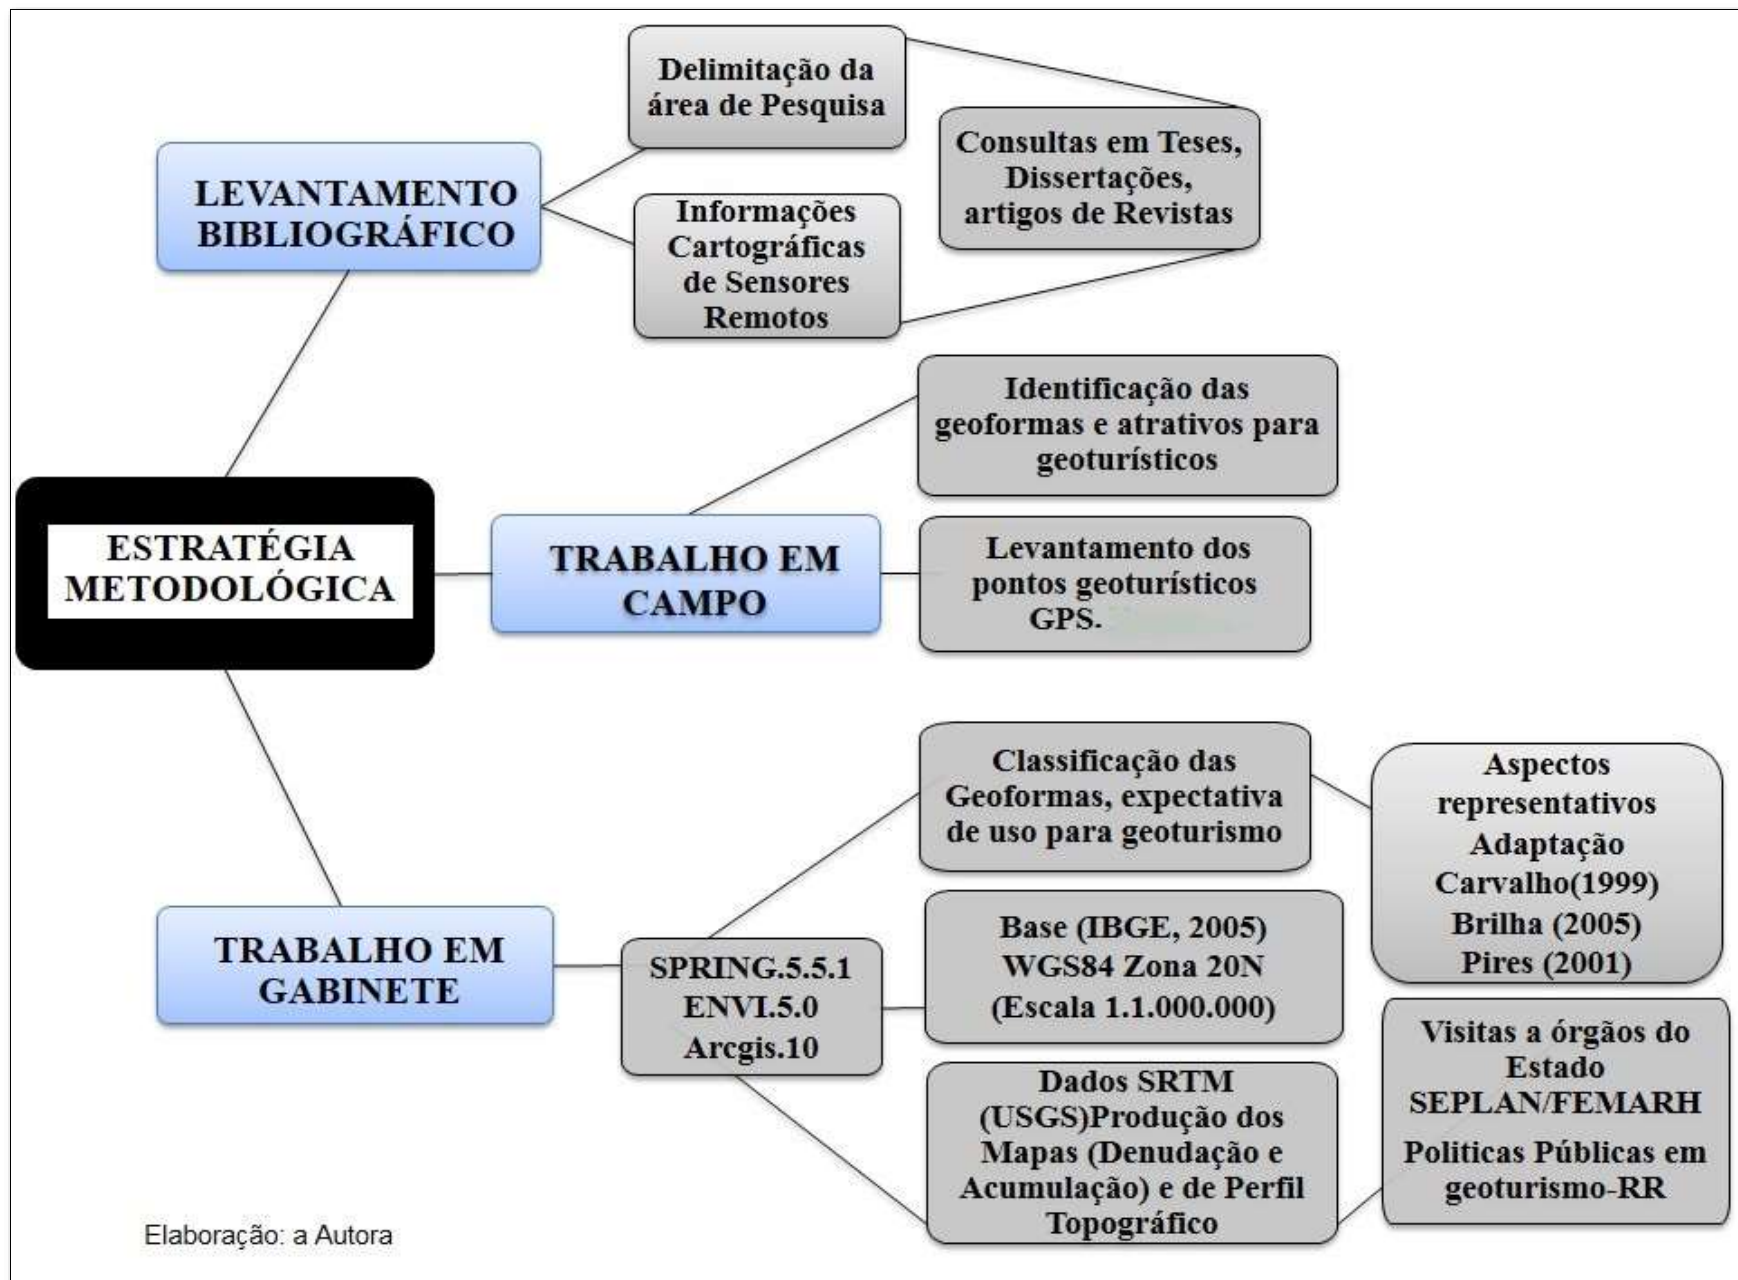 Delimitação da
área de Pesquisa
Consultas em Teses,
Dissertações,
artigos de Revistas
LEVANTAMENTO
BIBLIOGRÁFICO
Informações
Cartográficas
de Sensores
Remotos
Identificação das
geoformas e atrativos para
geoturísticos
ESTRATÉGIA
METODOLÓGICA
TRABALHO EM
CAMPO
Levantamento dos
pontos geoturísticos
GPS.
Classificação das
Geoformas, expectativa
de uso para geoturismo
Aspectos
representativos
Adaptação
Carvalho(1999)
Brilha (2005)
Pires (2001)
TRABALHO EM
GABINETE
SPRING.5.5.1
ENVI.5.0
Arcgis.10
Base (IBGE, 2005)
WGS84 Zona 20N
(Escala 1.1.000.000)
Dados SRTM
(USGS)Produção dos
Mapas (Denudação e
Acumulação) e de Perfil
Topográfico
Visitas a órgãos do
Estado
SEPLAN/FEMARH
Politicas Públicas em
geoturismo-RR
Elaboração: a Autora